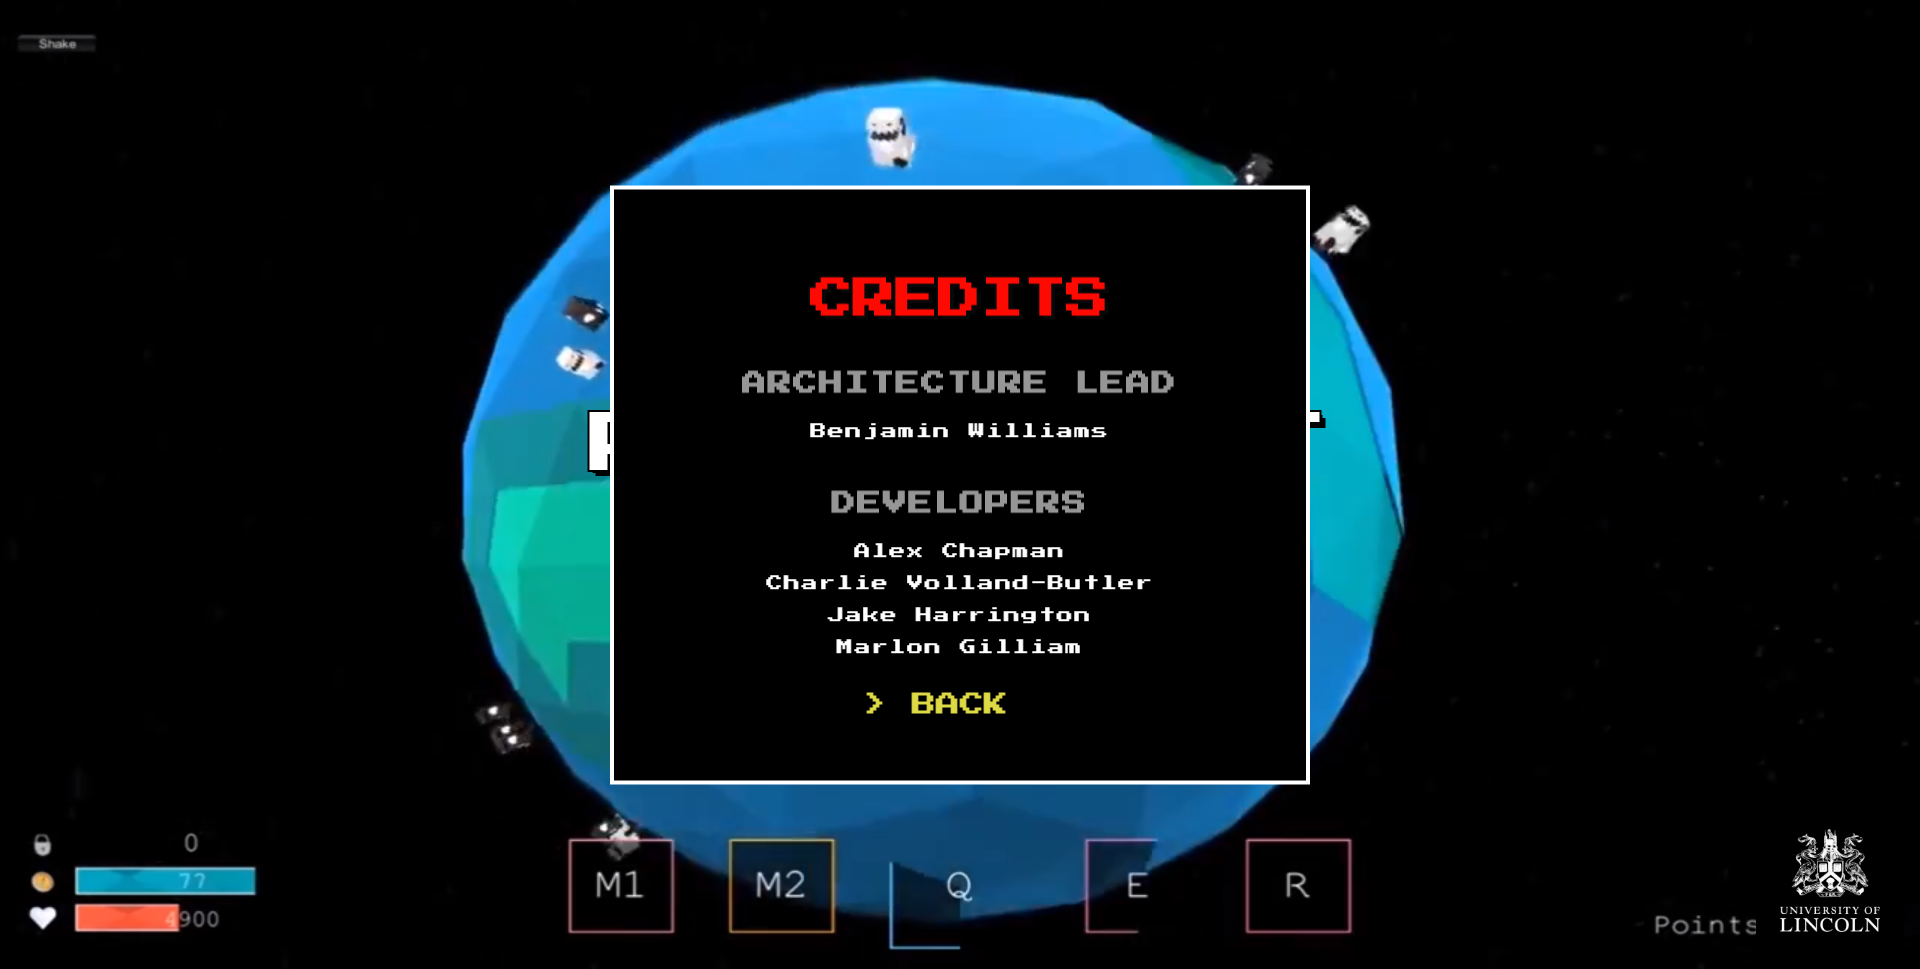 Shake
CREDITS
ARCHITECTURE LEAD
Benjamin Williams
DEVELOPERS
Alex Chapman
Charlie Volland-Butler
Jake Harrington
Marlon Gilliam
> BACK
0
77
4900
M1
M2
Q
E
R
Points
UNIVERSITY OF
LINCOLN